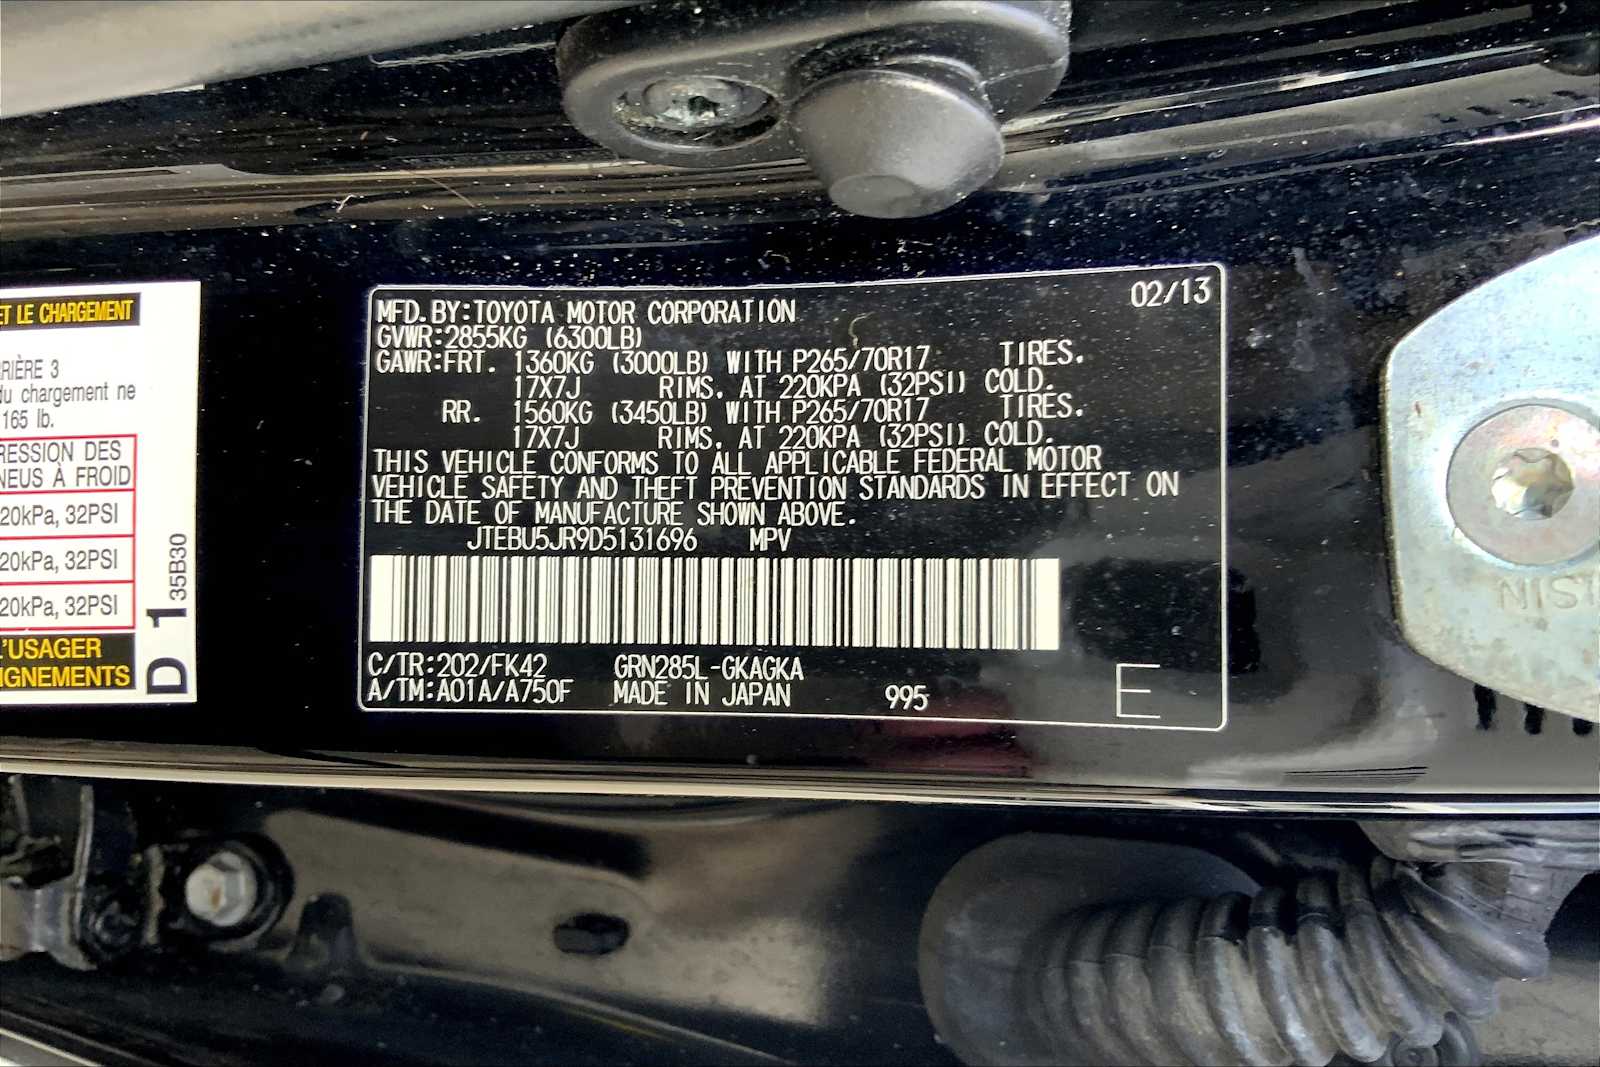 ET LE CHARGEMENT
RIÈRE 3
du chargement ne
165 lb.
RESSION DES
NEUS À FROID
20kPa, 32PSI
20kPa, 32PSI
20kPa, 32PSI
L'USAGER
IGNEMENTS
D 1 35B30
02/13
MFD. BY: TOYOTA MOTOR CORPORATION
GVWR: 2855KG (6300LB)
GAWR: FRT. 1360KG (3000LB) WITH P265/70R17 TIRES,
17X7J RIMS, AT 220KPA (32PSI) COLD.
RR. 1560KG (3450LB) WITH P265/70R17 TIRES,
17X7J RIMS, AT 220KPA (32PSI) COLD.
THIS VEHICLE CONFORMS TO ALL APPLICABLE FEDERAL MOTOR
VEHICLE SAFETY AND THEFT PREVENTION STANDARDS IN EFFECT ON
THE DATE OF MANUFACTURE SHOWN ABOVE.
JTEBU5JR9D5131696 MPV
C/TR: 202/FK42 GRN285L-GKAGKA
A/TM: A01A/A750F MADE IN JAPAN 995
E